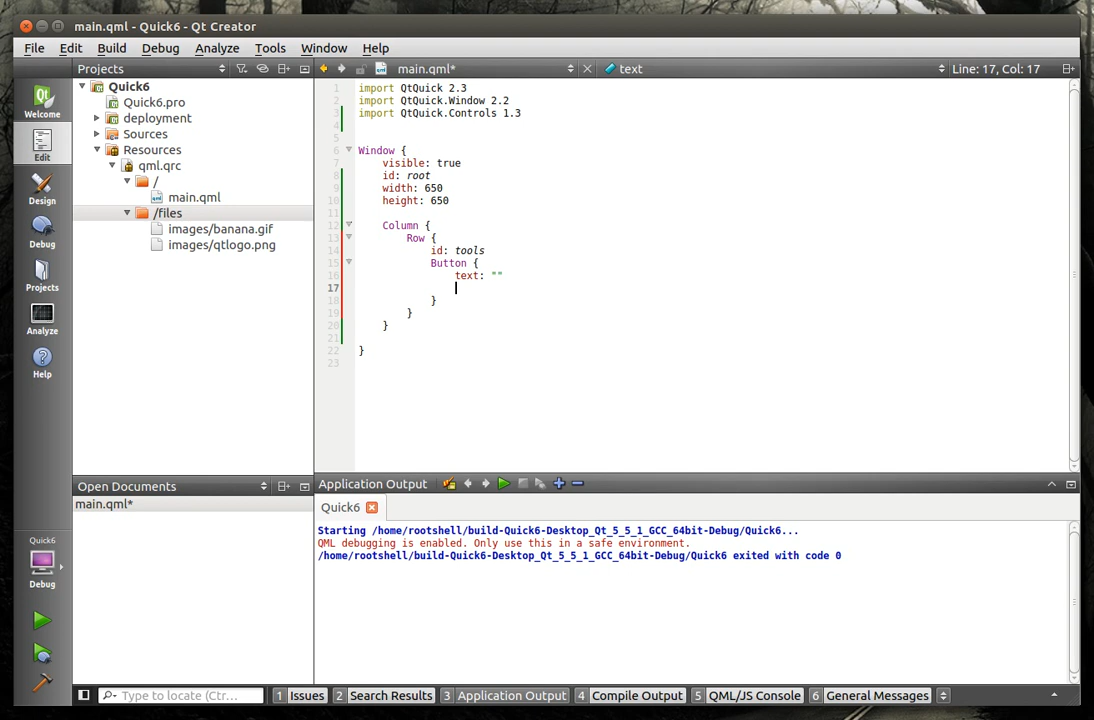 main.qml - Quick6 - Qt Creator
File Edit Build Debug Analyze Tools Window Help
Projects main.qml* text Line: 17, Col: 17
Welcome
Edit
Design
Debug
Projects
Analyze
Help
Quick6
Debug
Quick6
Quick6.pro
deployment
Sources
Resources
qml.qrc
/
main.qml
/files
images/banana.gif
images/qtlogo.png
Open Documents
main.qml*
1 import QtQuick 2.3
2 import QtQuick.Window 2.2
3 import QtQuick.Controls 1.3
4
5
6 Window {
7 visible: true
8 id: root
9 width: 650
10 height: 650
11
12 Column {
13 Row {
14 id: tools
15 Button {
16 text: ""
17
18 }
19 }
20 }
21
22 }
23
Application Output
Quick6
Starting /home/rootshell/build-Quick6-Desktop_Qt_5_5_1_GCC_64bit-Debug/Quick6...
QML debugging is enabled. Only use this in a safe environment.
/home/rootshell/build-Quick6-Desktop_Qt_5_5_1_GCC_64bit-Debug/Quick6 exited with code 0
Type to locate (Ctr... 1 Issues 2 Search Results 3 Application Output 4 Compile Output 5 QML/JS Console 6 General Messages